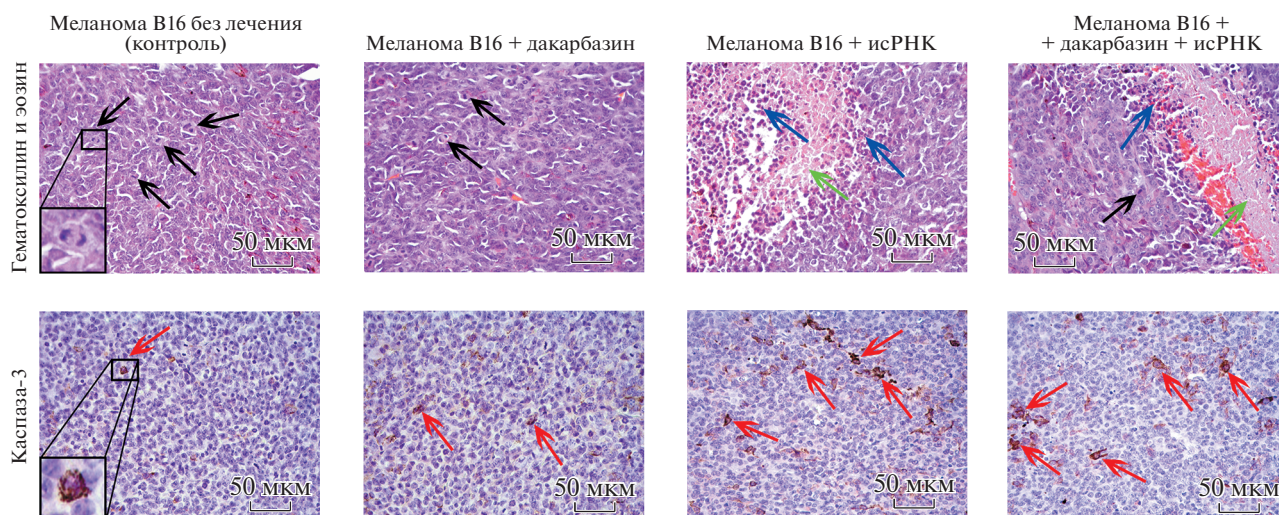 Меланома B16 без лечения
(контроль)
Меланома B16 + дакарбазин
Меланома B16 + исРНК
Меланома B16 +
+ дакарбазин + исРНК
Гематоксилин и эозин
50 мкм
50 мкм
50 мкм
50 мкм
Каспаза-3
50 мкм
50 мкм
50 мкм
50 мкм